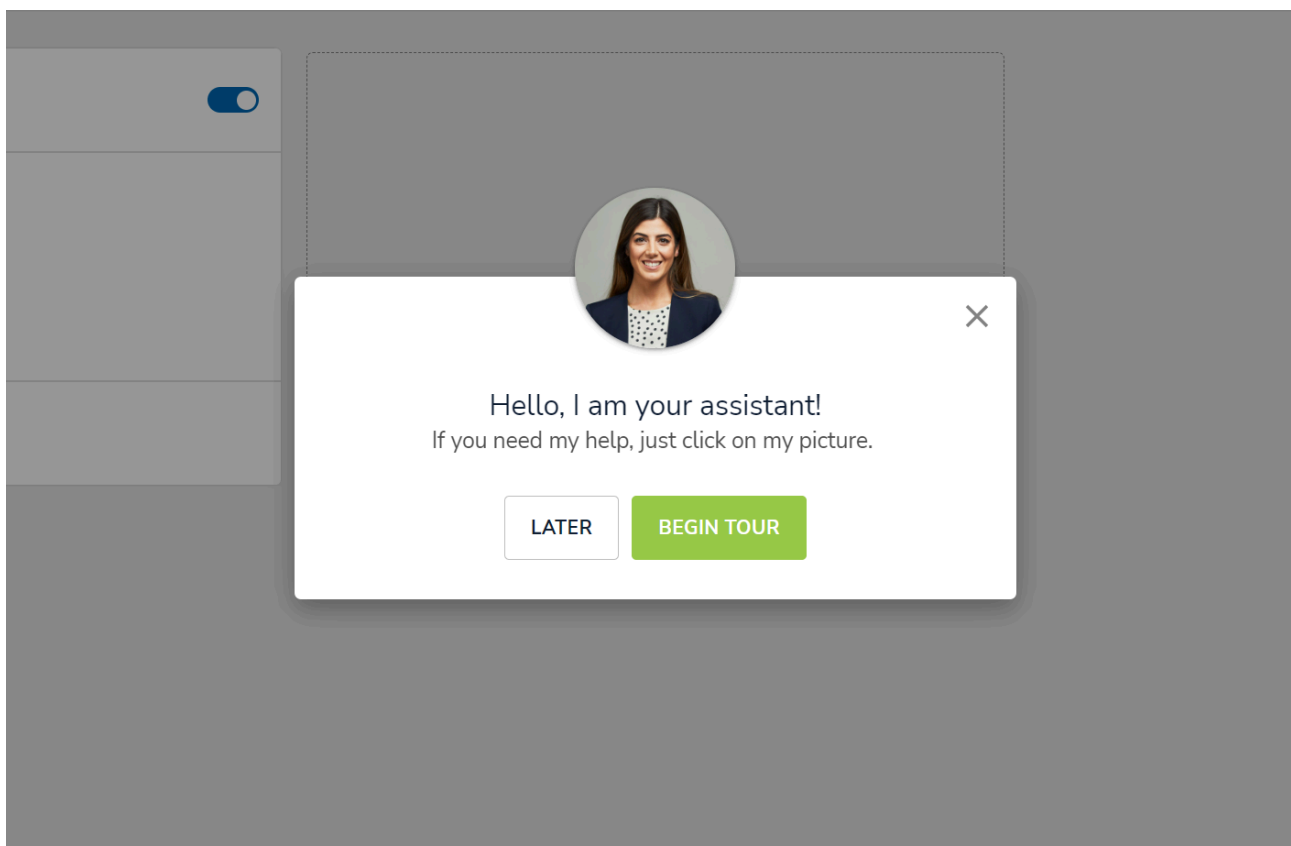 Hello, I am your assistant!
If you need my help, just click on my picture.
LATER
BEGIN TOUR